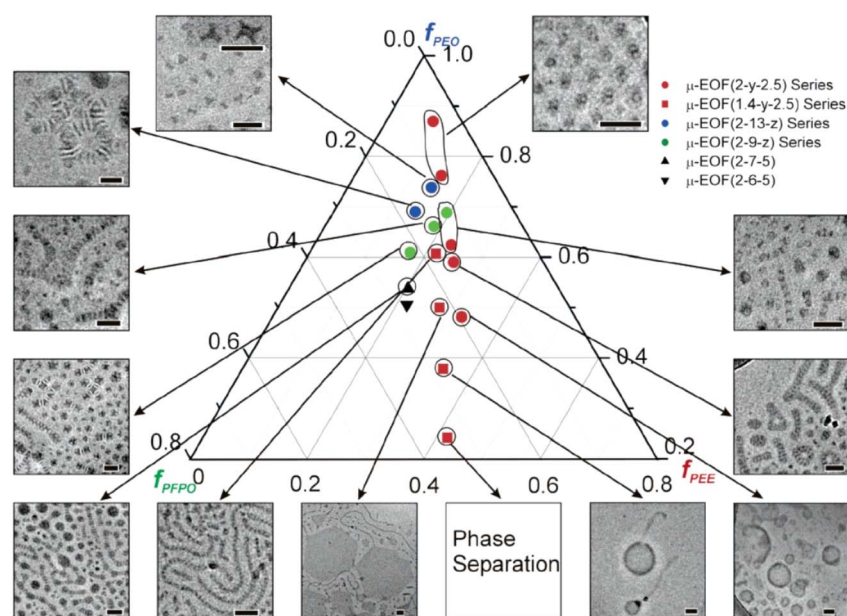 f_PEO
0.0 1.0
μ-EOF(2-y-2.5) Series
μ-EOF(1.4-y-2.5) Series
μ-EOF(2-13-z) Series
μ-EOF(2-9-z) Series
μ-EOF(2-7-5)
μ-EOF(2-6-5)
0.2 0.8
0.4 0.6
0.6 0.4
0.8 0.2
f_PFPO 0 0.2 0.4 0.6 0.8 f_PEE
Phase
Separation